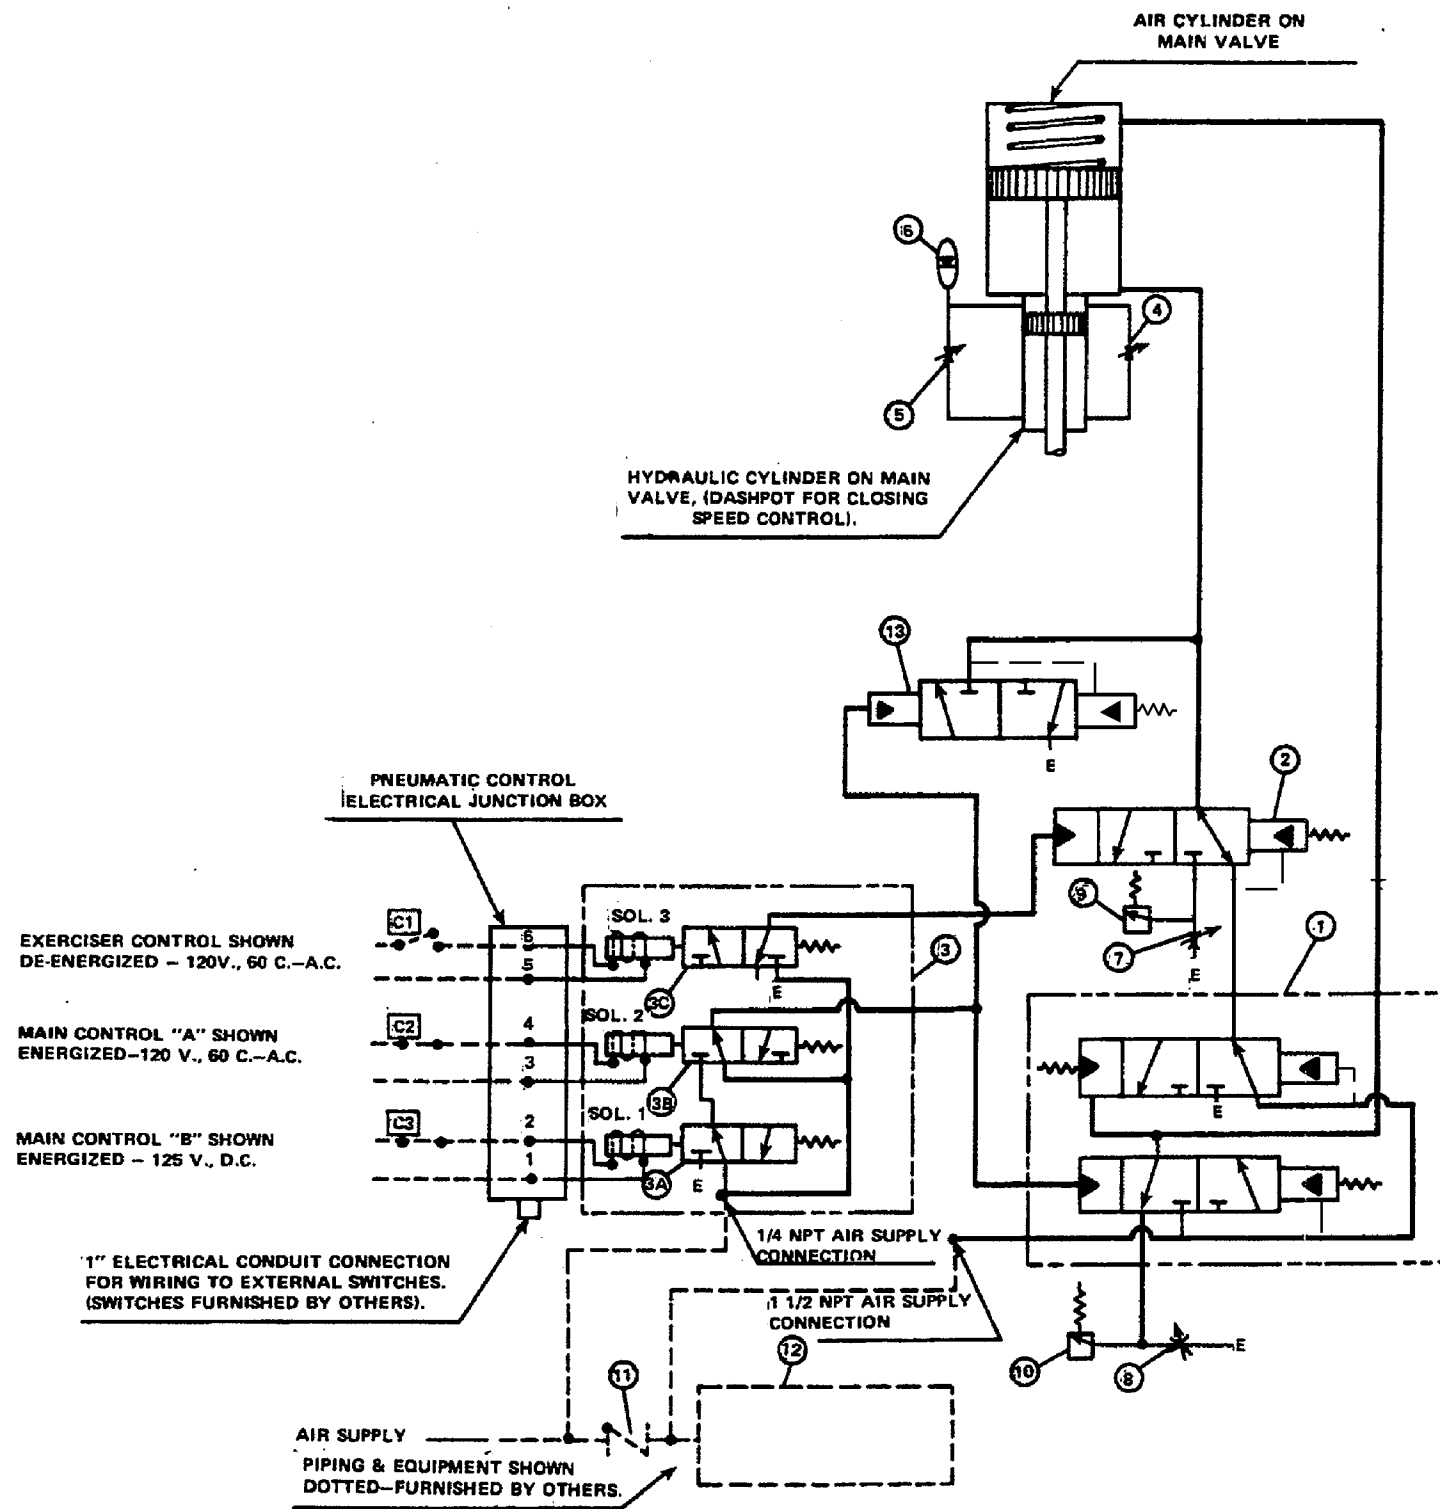 AIR CYLINDER ON
MAIN VALVE
6
4
5
HYDRAULIC CYLINDER ON MAIN
VALVE, (DASHPOT FOR CLOSING
SPEED CONTROL).
13
E
2
PNEUMATIC CONTROL
ELECTRICAL JUNCTION BOX
9
7
E
1
C1
EXERCISER CONTROL SHOWN
DE-ENERGIZED – 120V., 60 C.–A.C.
6
5
SOL. 3
3C
E
3
C2
MAIN CONTROL "A" SHOWN
ENERGIZED–120 V., 60 C.–A.C.
4
3
SOL. 2
3B
E
C3
MAIN CONTROL "B" SHOWN
ENERGIZED – 125 V., D.C.
2
1
SOL. 1
3A
E
1" ELECTRICAL CONDUIT CONNECTION
FOR WIRING TO EXTERNAL SWITCHES.
(SWITCHES FURNISHED BY OTHERS).
1/4 NPT AIR SUPPLY
CONNECTION
1 1/2 NPT AIR SUPPLY
CONNECTION
10
8
E
11
12
AIR SUPPLY
PIPING & EQUIPMENT SHOWN
DOTTED–FURNISHED BY OTHERS.